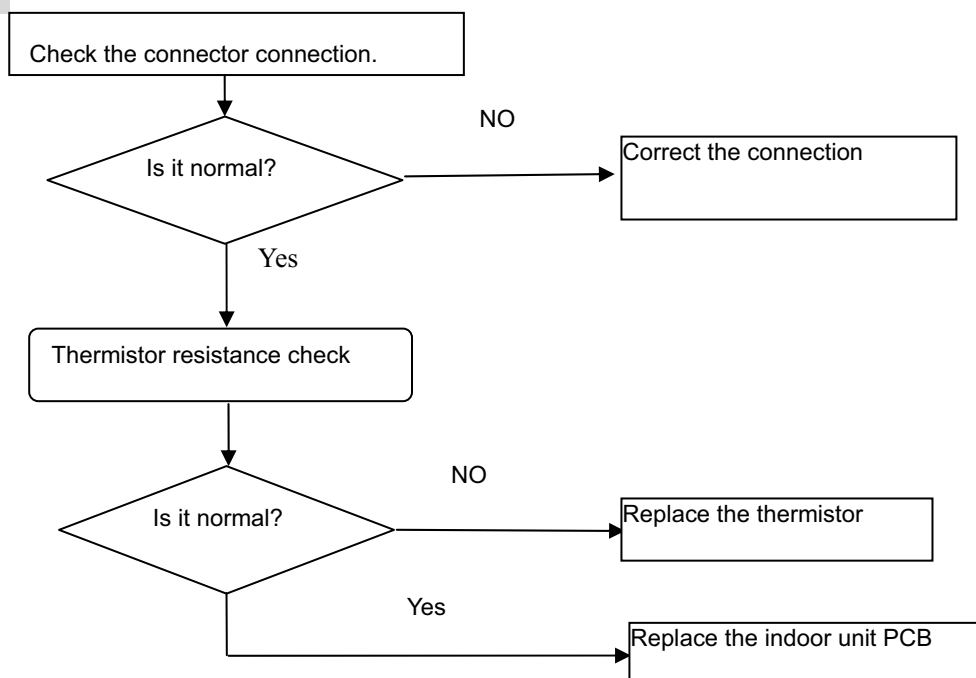 Check the connector connection.
NO
Is it normal?
Correct the connection
Yes
Thermistor resistance check
NO
Is it normal?
Replace the thermistor
Yes
Replace the indoor unit PCB